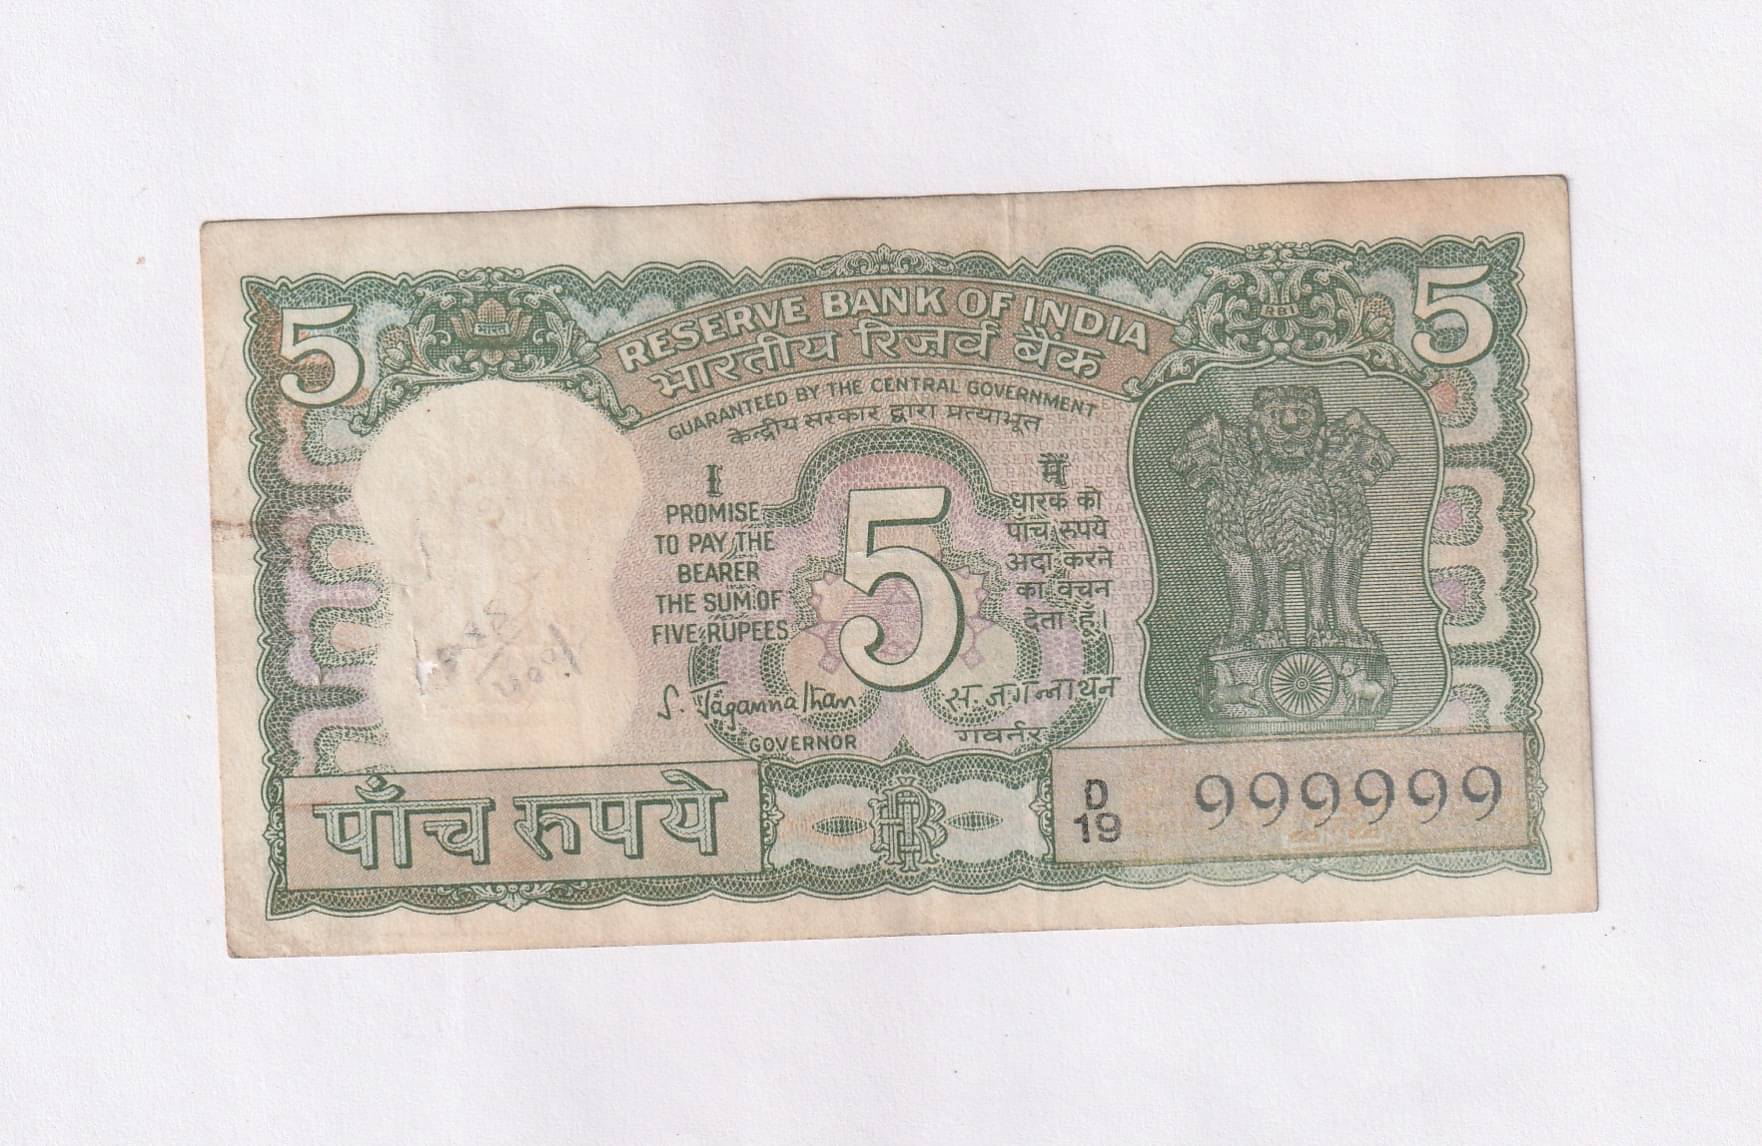 5
भारत
RBI
5
RESERVE BANK OF INDIA
भारतीय रिज़र्व बैंक
GUARANTEED BY THE CENTRAL GOVERNMENT
केन्द्रीय सरकार द्वारा प्रत्याभूत
I
PROMISE
TO PAY THE
BEARER
THE SUM OF
FIVE RUPEES
5
मैं
धारक को
पाँच रुपये
अदा करने
का वचन
देता हूँ।
S. Jagannathan
स. जगन्नाथन
GOVERNOR
गवर्नर
पाँच रुपये
D
19
999999